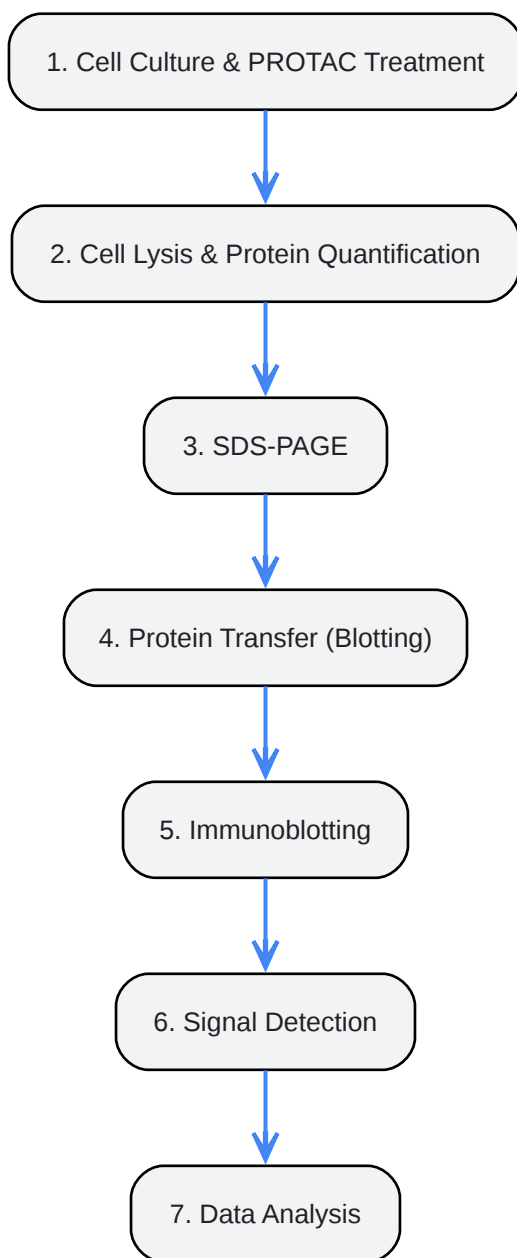 1. Cell Culture & PROTAC Treatment
2. Cell Lysis & Protein Quantification
3. SDS-PAGE
4. Protein Transfer (Blotting)
5. Immunoblotting
6. Signal Detection
7. Data Analysis